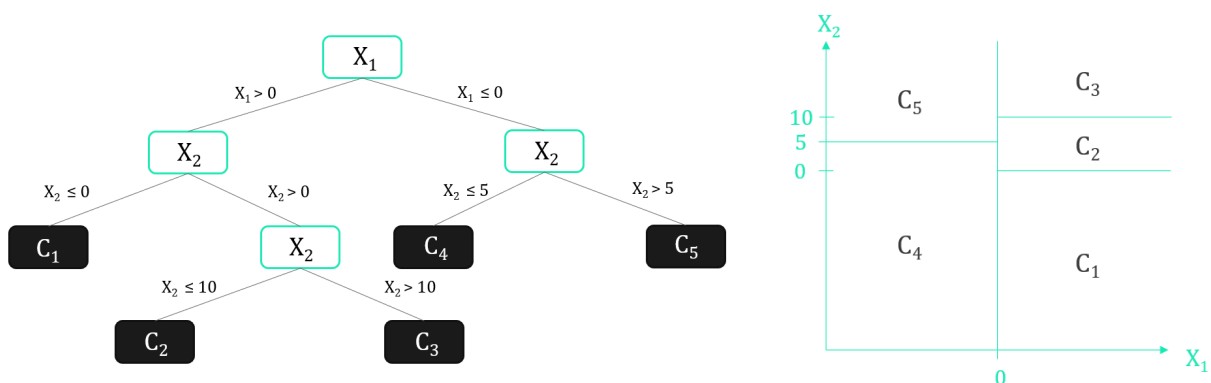 X₁
X₁ > 0
X₁ ≤ 0
X₂
X₂
X₂ ≤ 0
X₂ > 0
X₂ ≤ 5
X₂ > 5
C₁
X₂
C₄
C₅
X₂ ≤ 10
X₂ > 10
C₂
C₃
X₂
C₅
C₃
10
5
C₂
0
C₄
C₁
X₁
0